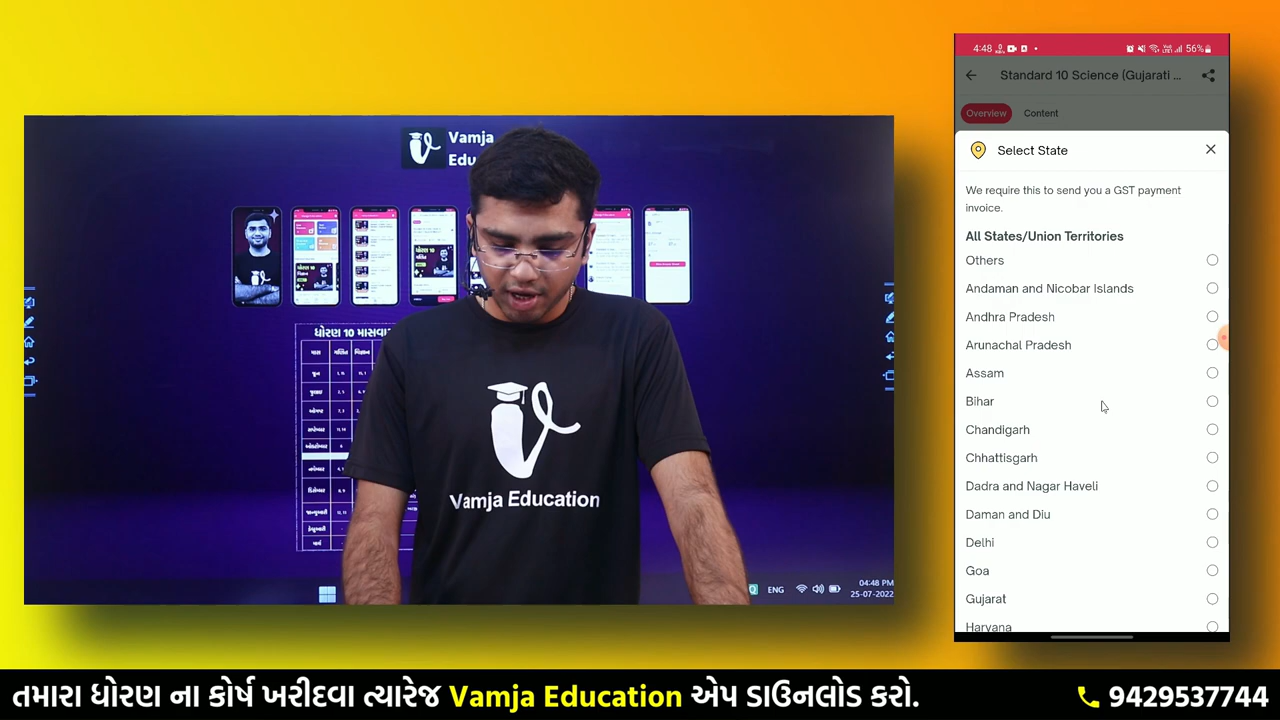 Vamja
Edu
ધોરણ 10 માસવા
માસ ગણિત વિજ્ઞાન
જૂન
ENG
04:48 PM
25-07-2022
Vamja Education
4:48
56%
Standard 10 Science (Gujarati ...
Overview Content
Select State
We require this to send you a GST payment
invoice.
All States/Union Territories
Others
Andaman and Nicobar Islands
Andhra Pradesh
Arunachal Pradesh
Assam
Bihar
Chandigarh
Chhattisgarh
Dadra and Nagar Haveli
Daman and Diu
Delhi
Goa
Gujarat
Haryana
તમારા ધોરણ ના કોર્ષ ખરીદવા ત્યારેજ Vamja Education એપ ડાઉનલોડ કરો.
9429537744